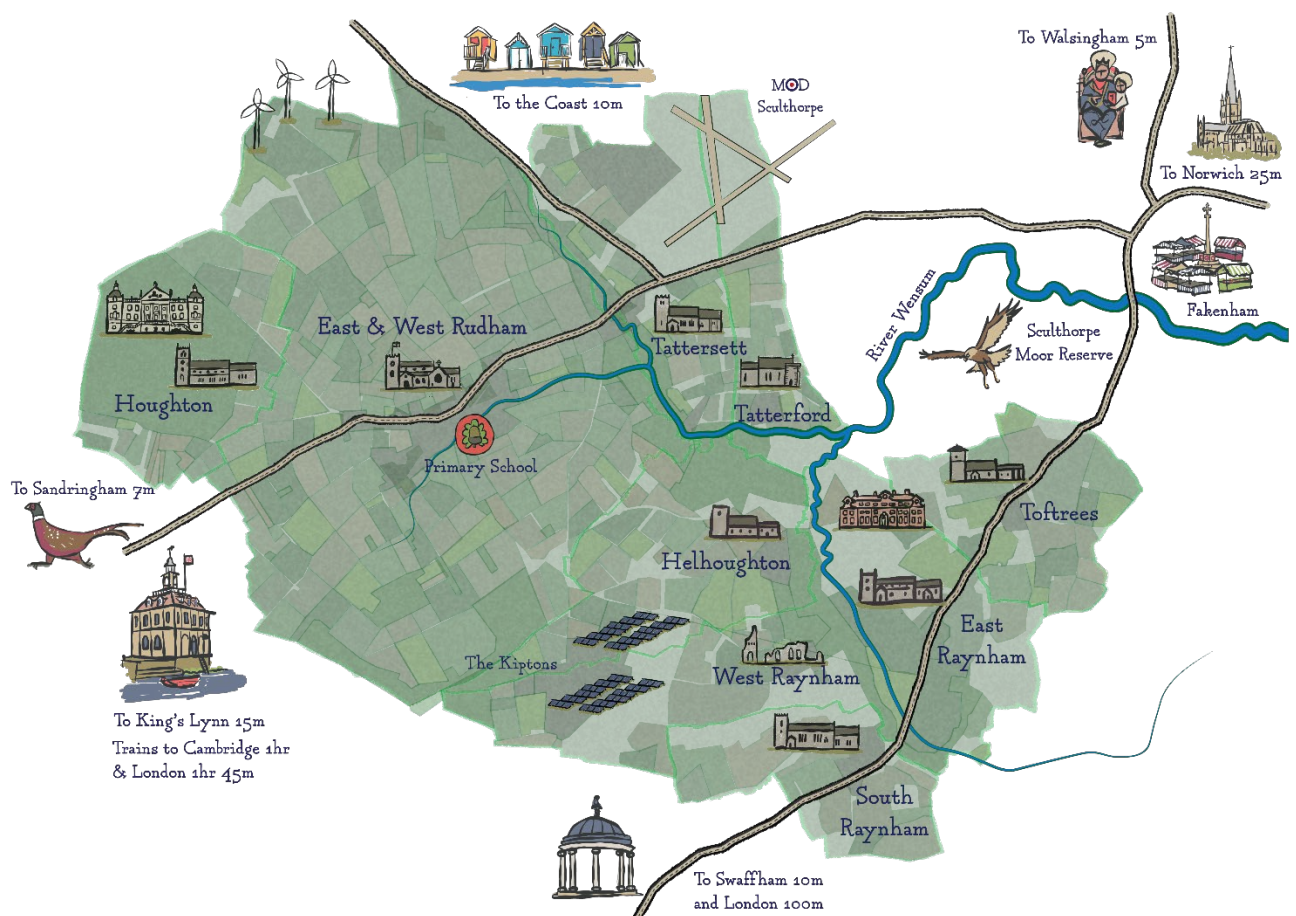 To Walsingham 5m
To the Coast 10m
MOD
Sculthorpe
To Norwich 25m
River Wensum
Fakenham
East & West Rudham
Tattersett
Sculthorpe
Moor Reserve
Houghton
Tatterford
Primary School
To Sandringham 7m
Toftrees
Helhoughton
East
Raynham
The Kiptons
West Raynham
To King's Lynn 15m
Trains to Cambridge 1hr
& London 1hr 45m
South
Raynham
To Swaffham 10m
and London 100m